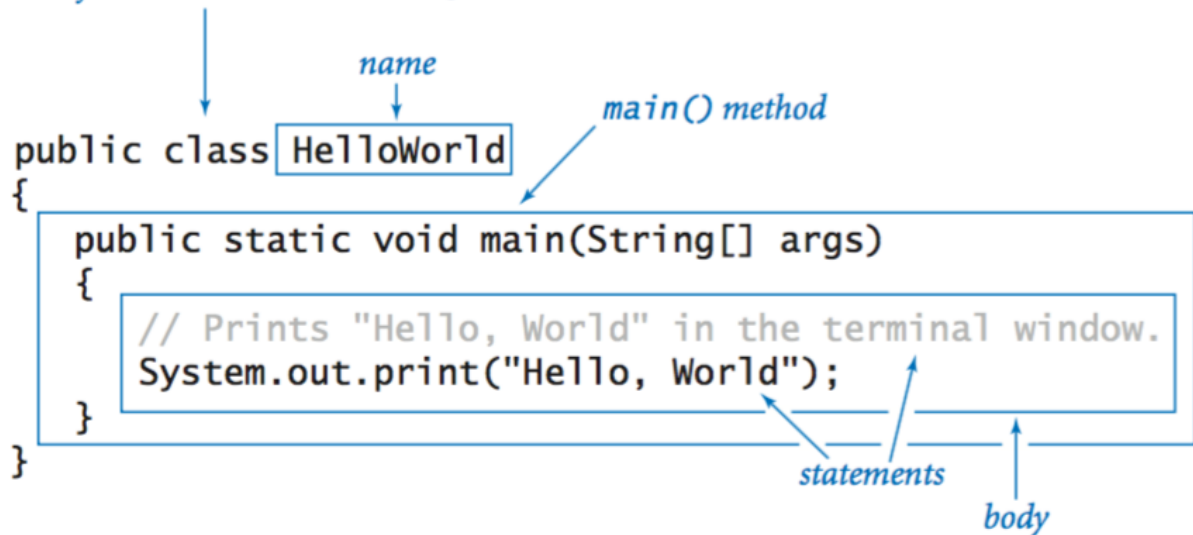 name
main() method
public class HelloWorld
{
public static void main(String[] args)
{
// Prints "Hello, World" in the terminal window.
System.out.print("Hello, World");
}
}
statements
body